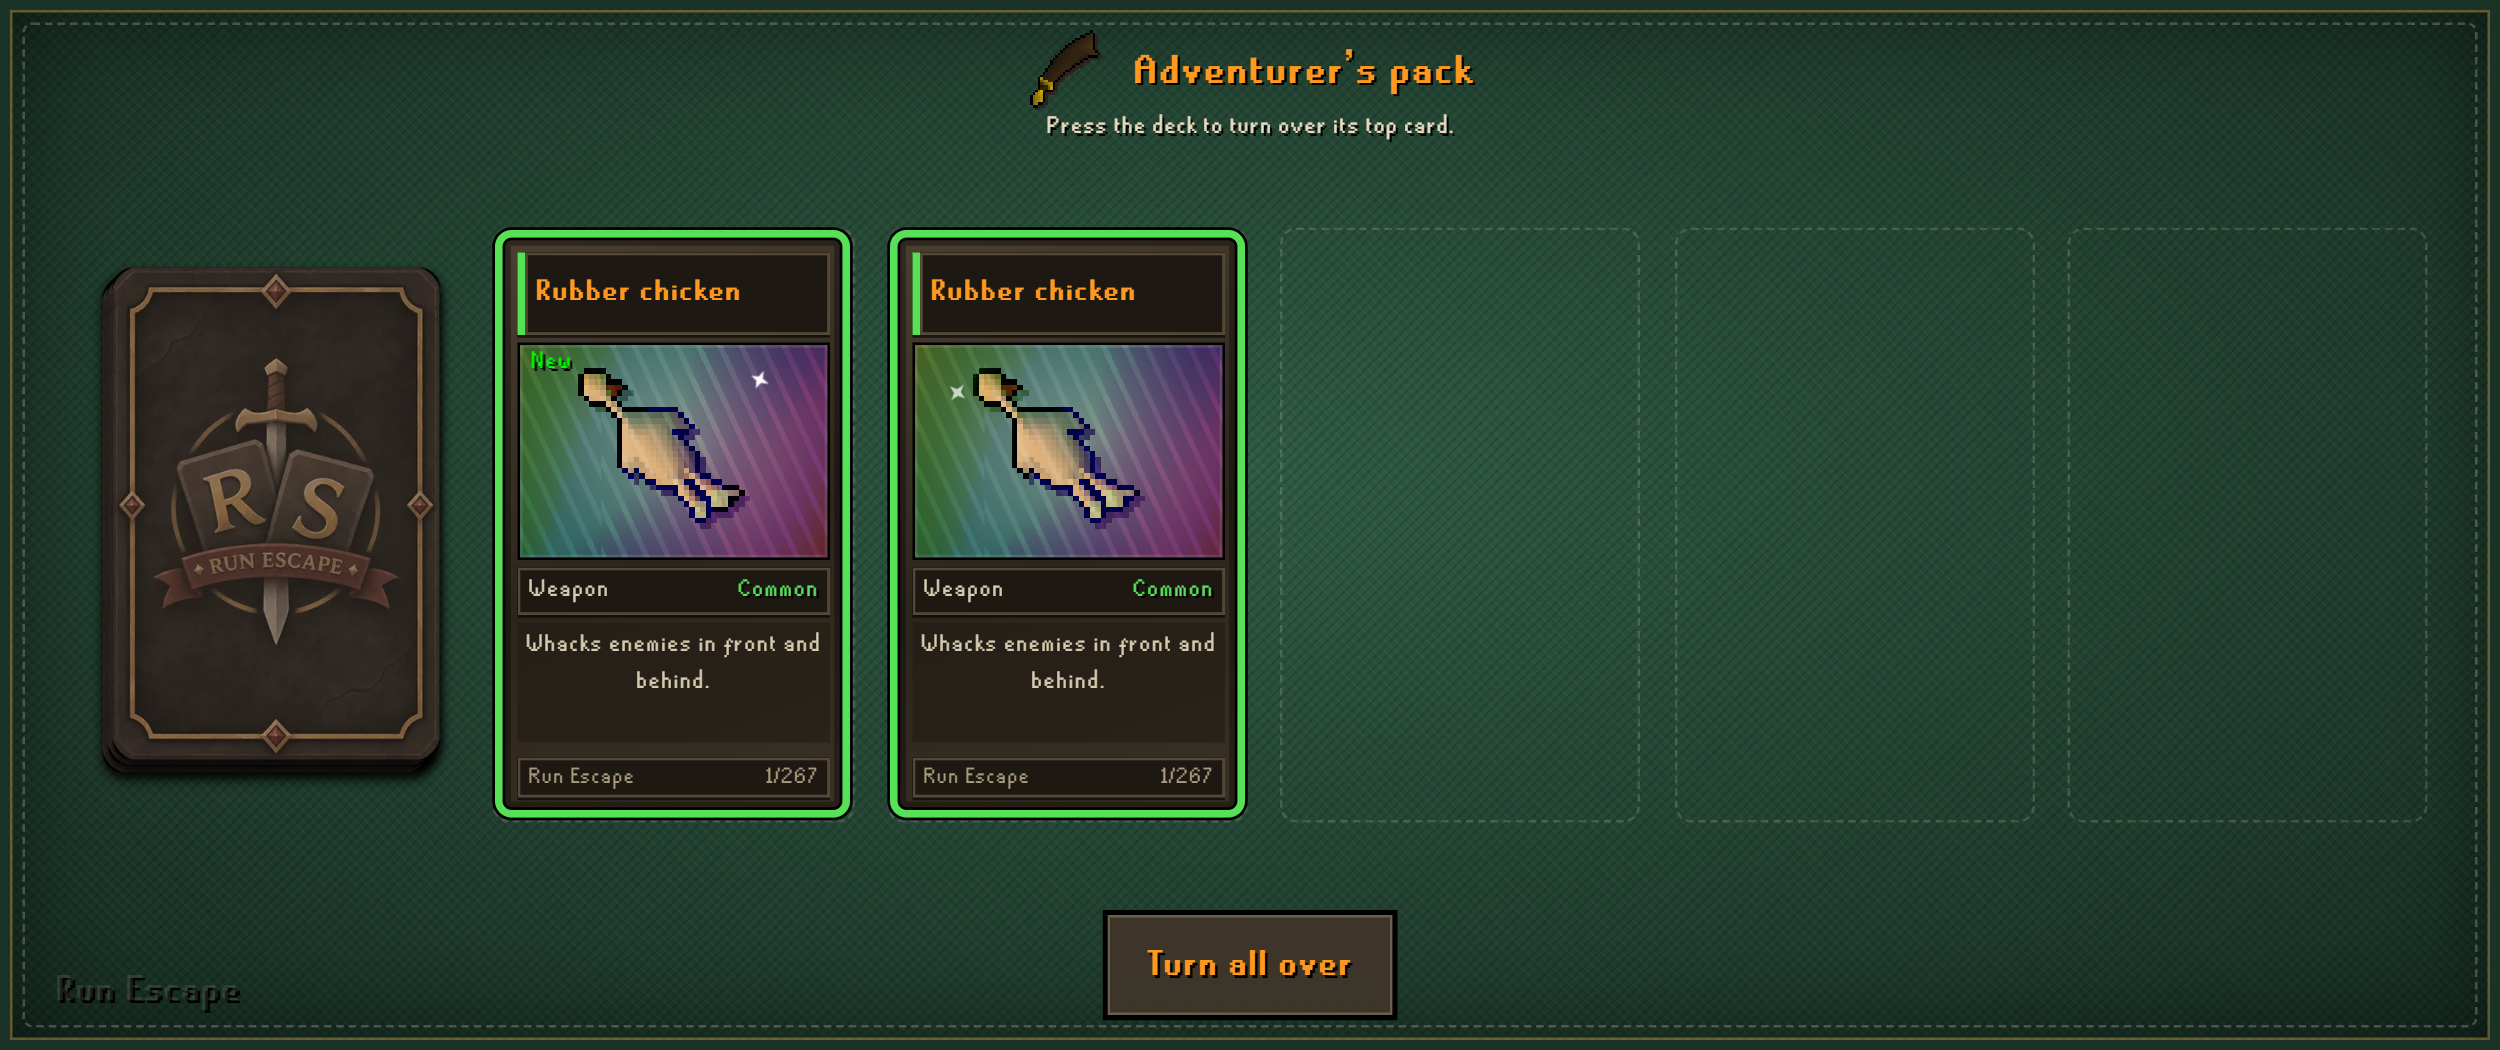 Adventurer's pack
Press the deck to turn over its top card.
R S
RUN ESCAPE
Rubber chicken
New
Weapon Common
Whacks enemies in front and
behind.
Run Escape 1/267
Rubber chicken
Weapon Common
Whacks enemies in front and
behind.
Run Escape 1/267
Turn all over
Run Escape